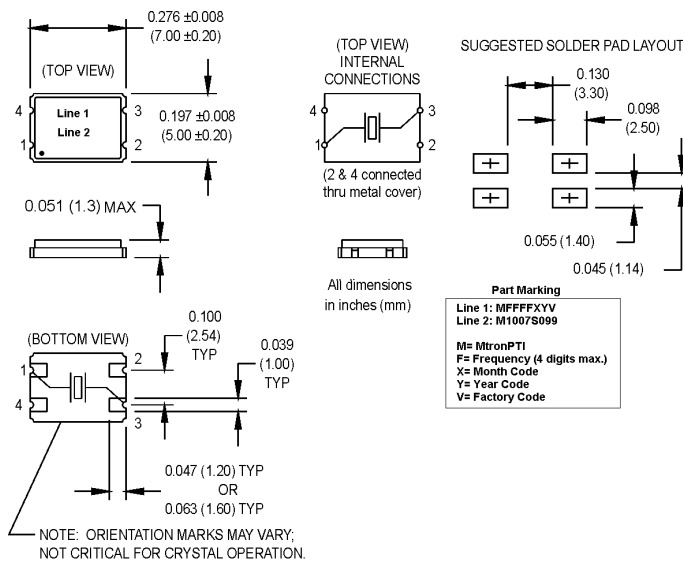 0.276 ±0.008
(7.00 ±0.20)
(TOP VIEW)
4
3
Line 1
Line 2
1
2
0.197 ±0.008
(5.00 ±0.20)
(TOP VIEW)
INTERNAL
CONNECTIONS
4
3
1
2
(2 & 4 connected
thru metal cover)
SUGGESTED SOLDER PAD LAYOUT
0.130
(3.30)
0.098
(2.50)
0.055 (1.40)
0.045 (1.14)
0.051 (1.3) MAX
All dimensions
in inches (mm)
Part Marking
Line 1: MFFFFXYV
Line 2: M1007S099
M= MtronPTI
F= Frequency (4 digits max.)
X= Month Code
Y= Year Code
V= Factory Code
(BOTTOM VIEW)
1
2
4
3
0.100
(2.54)
TYP
0.039
(1.00)
TYP
0.047 (1.20) TYP
OR
0.063 (1.60) TYP
NOTE: ORIENTATION MARKS MAY VARY;
NOT CRITICAL FOR CRYSTAL OPERATION.